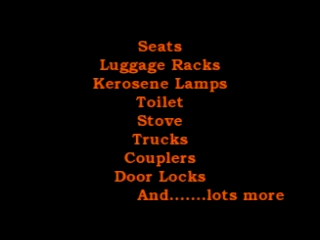 Seats
Luggage Racks
Kerosene Lamps
Toilet
Stove
Trucks
Couplers
Door Locks
And.......lots more